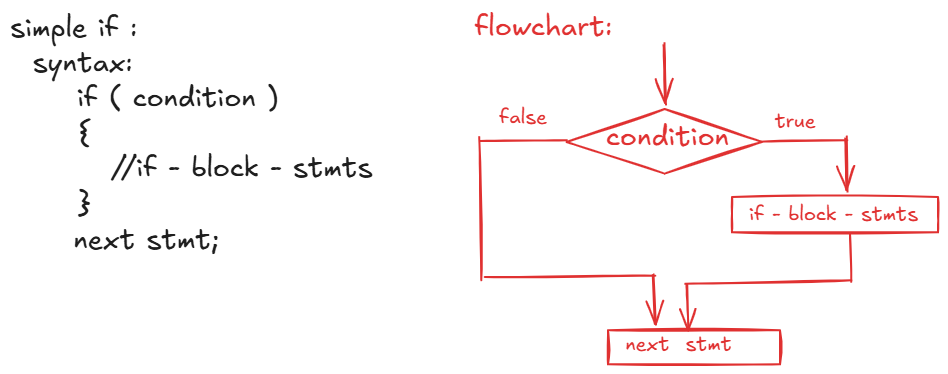 simple if :
syntax:
if ( condition )
{
//if - block - stmts
}
next stmt;
flowchart:
false
condition
true
if - block - stmts
next stmt